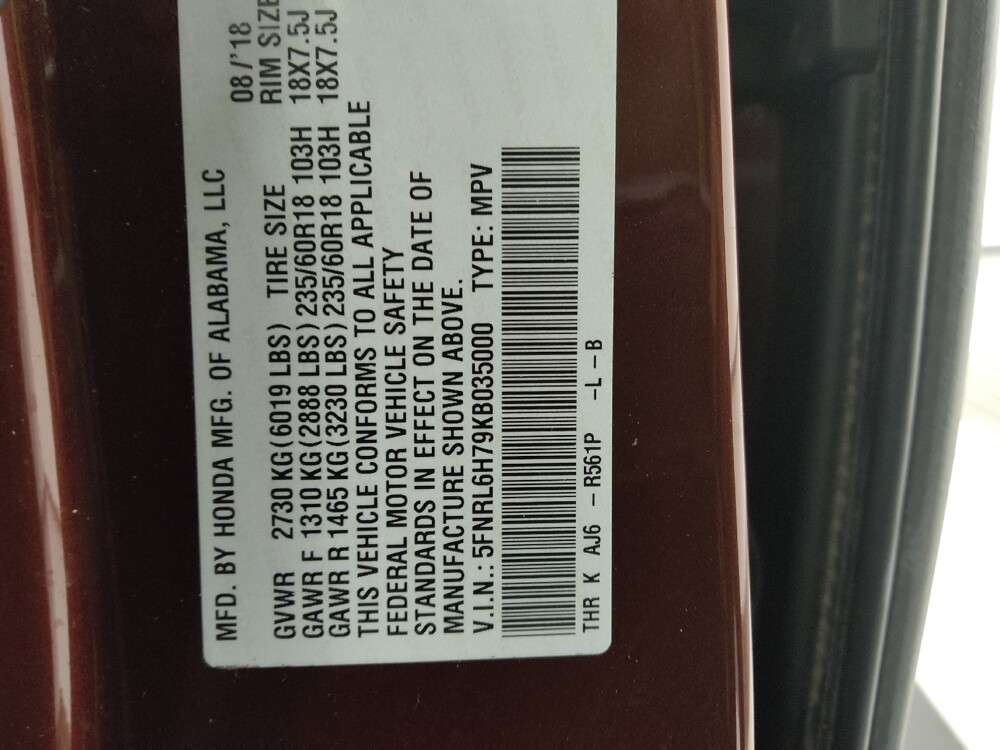 MFD. BY HONDA MFG. OF ALABAMA, LLC 08/'18
GVWR 2730 KG(6019 LBS) TIRE SIZE RIM SIZE
GAWR F 1310 KG(2888 LBS) 235/60R18 103H 18X7.5J
GAWR R 1465 KG(3230 LBS) 235/60R18 103H 18X7.5J
THIS VEHICLE CONFORMS TO ALL APPLICABLE
FEDERAL MOTOR VEHICLE SAFETY
STANDARDS IN EFFECT ON THE DATE OF
MANUFACTURE SHOWN ABOVE.
V.I.N.: 5FNRL6H79KB035000 TYPE: MPV
THR K AJ6 -R561P -L -B